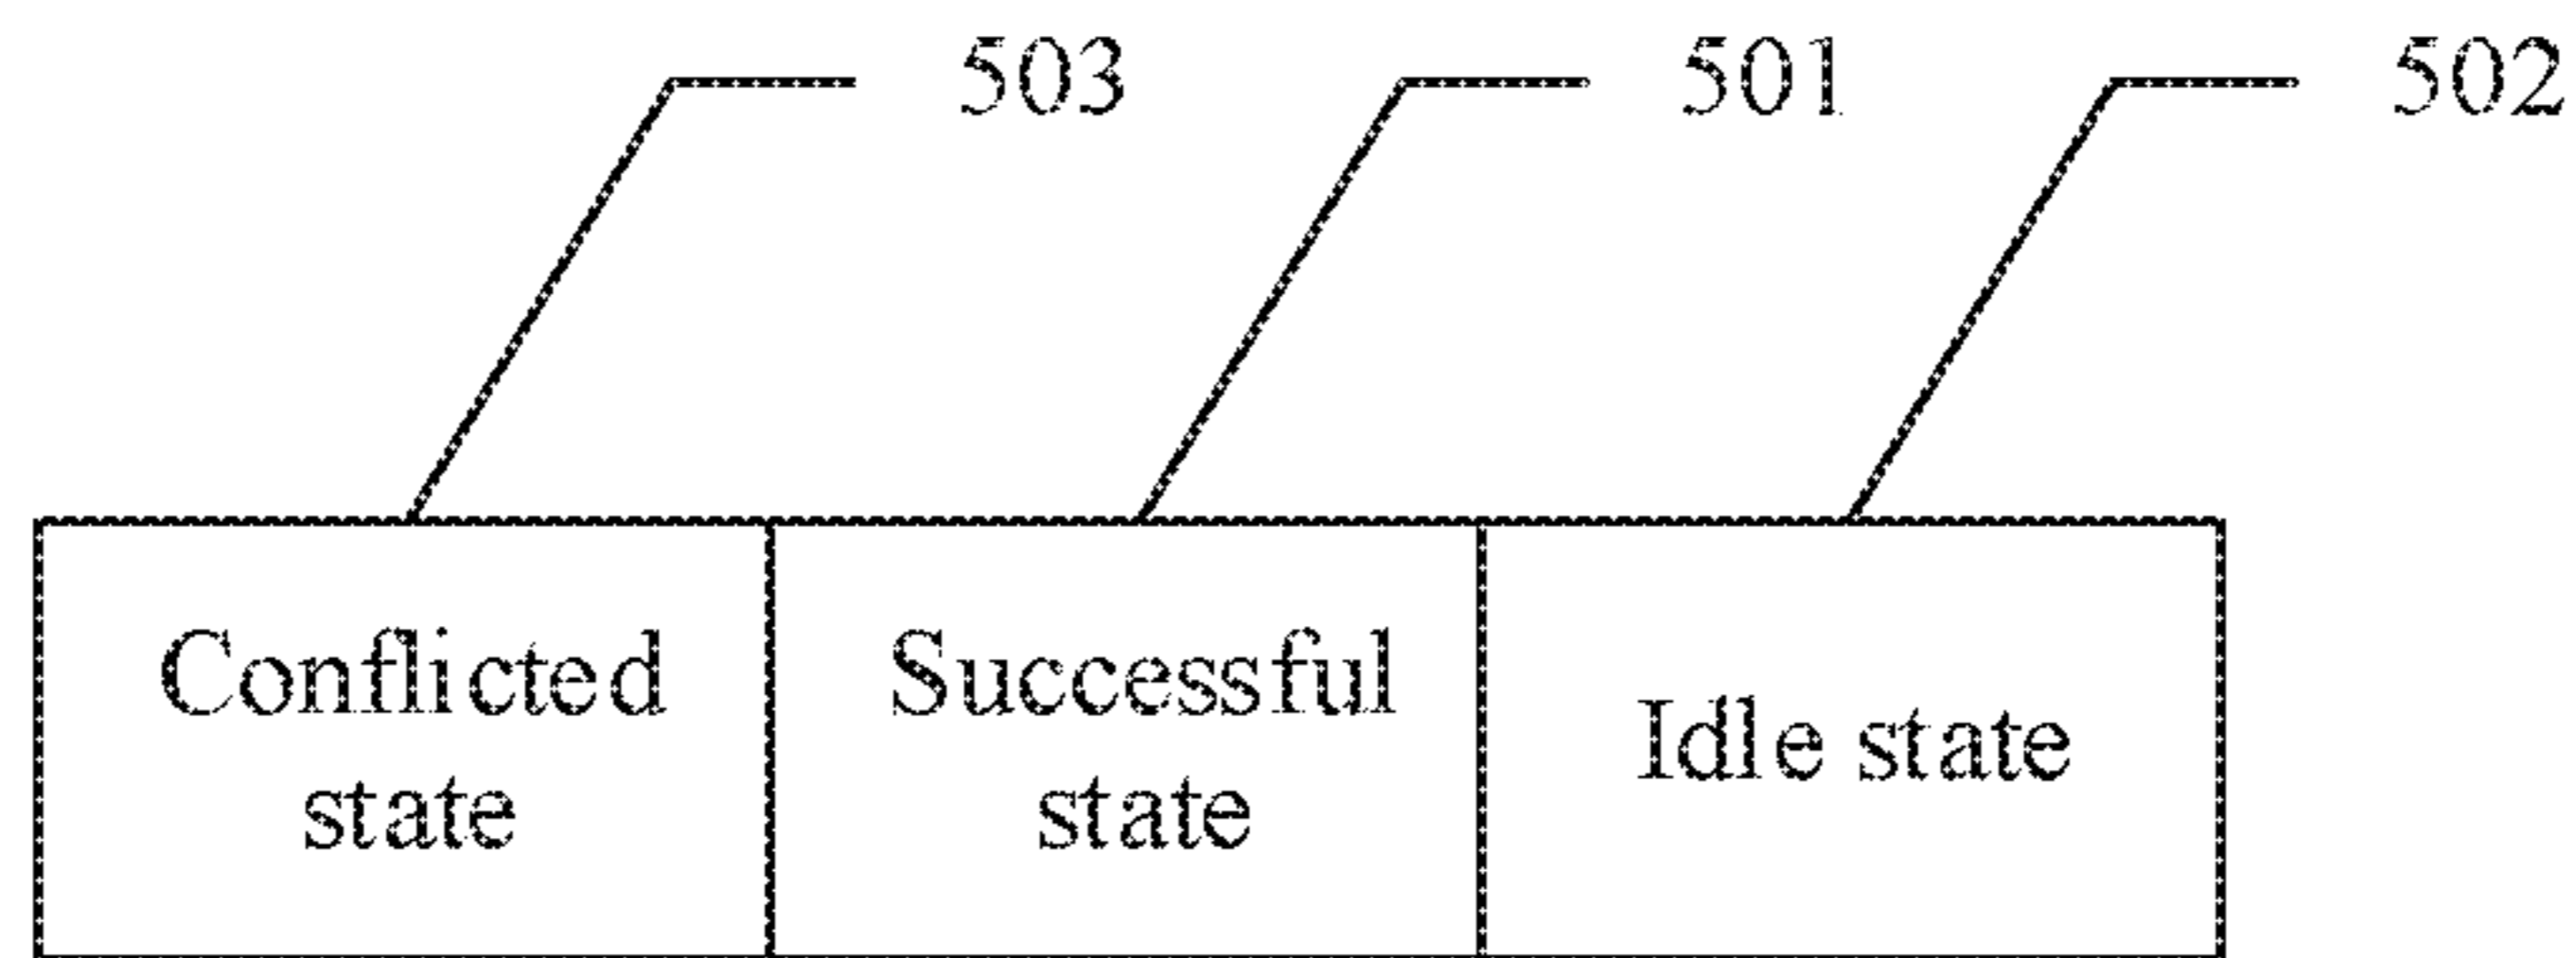 503
501
502
Conflicted
state
Successful
state
Idle state